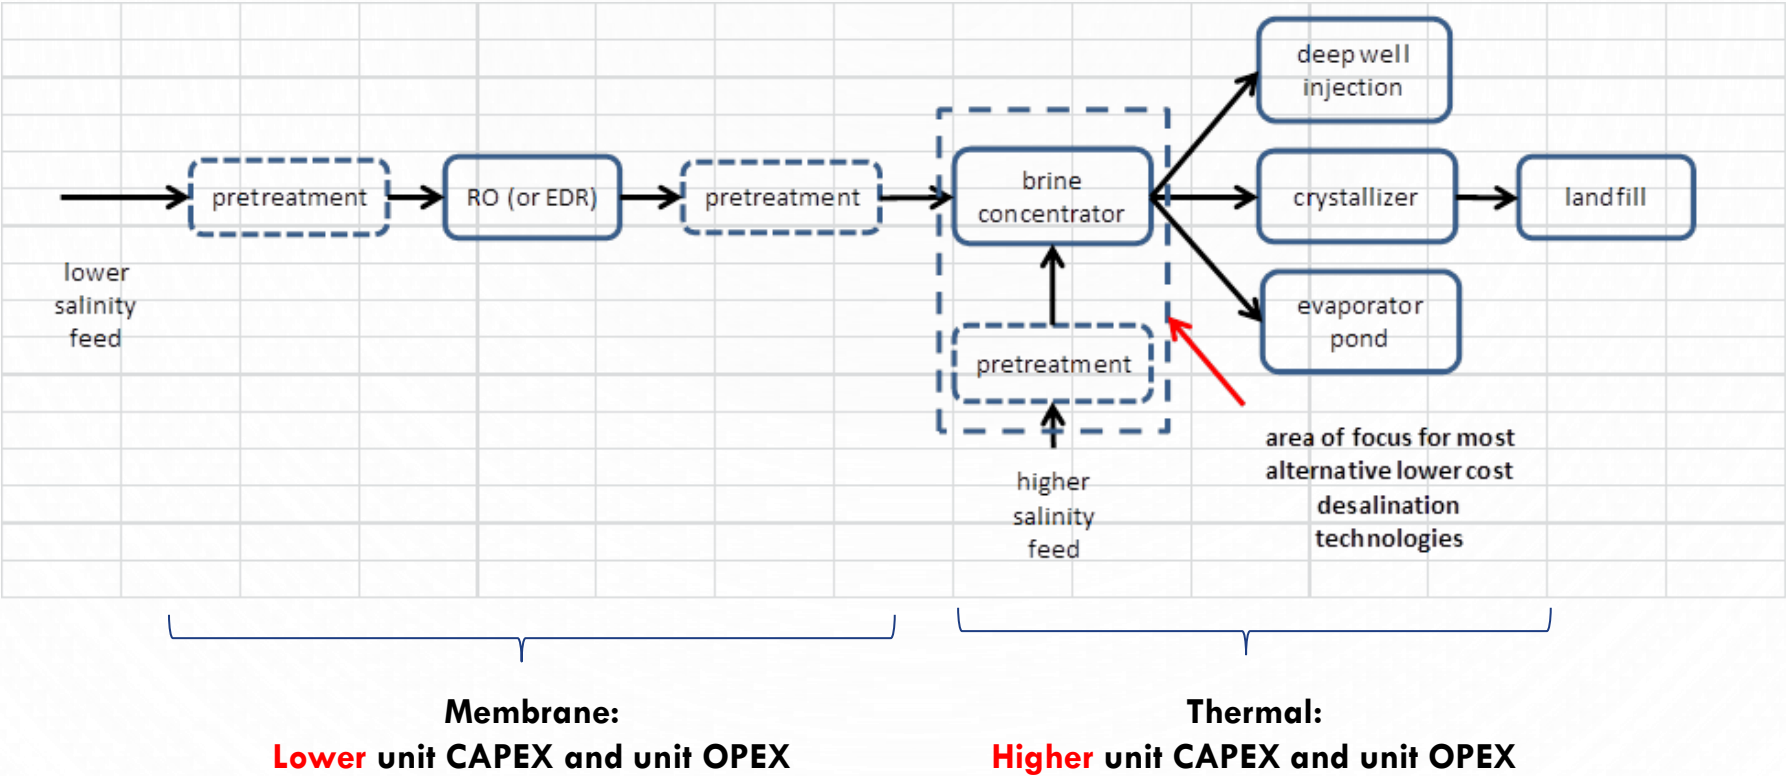 deep well
injection
pretreatment
RO (or EDR)
pretreatment
brine
concentrator
crystallizer
landfill
lower
salinity
feed
evaporator
pond
pretreatment
higher
salinity
feed
area of focus for most
alternative lower cost
desalination
technologies
Membrane:
Lower unit CAPEX and unit OPEX
Thermal:
Higher unit CAPEX and unit OPEX